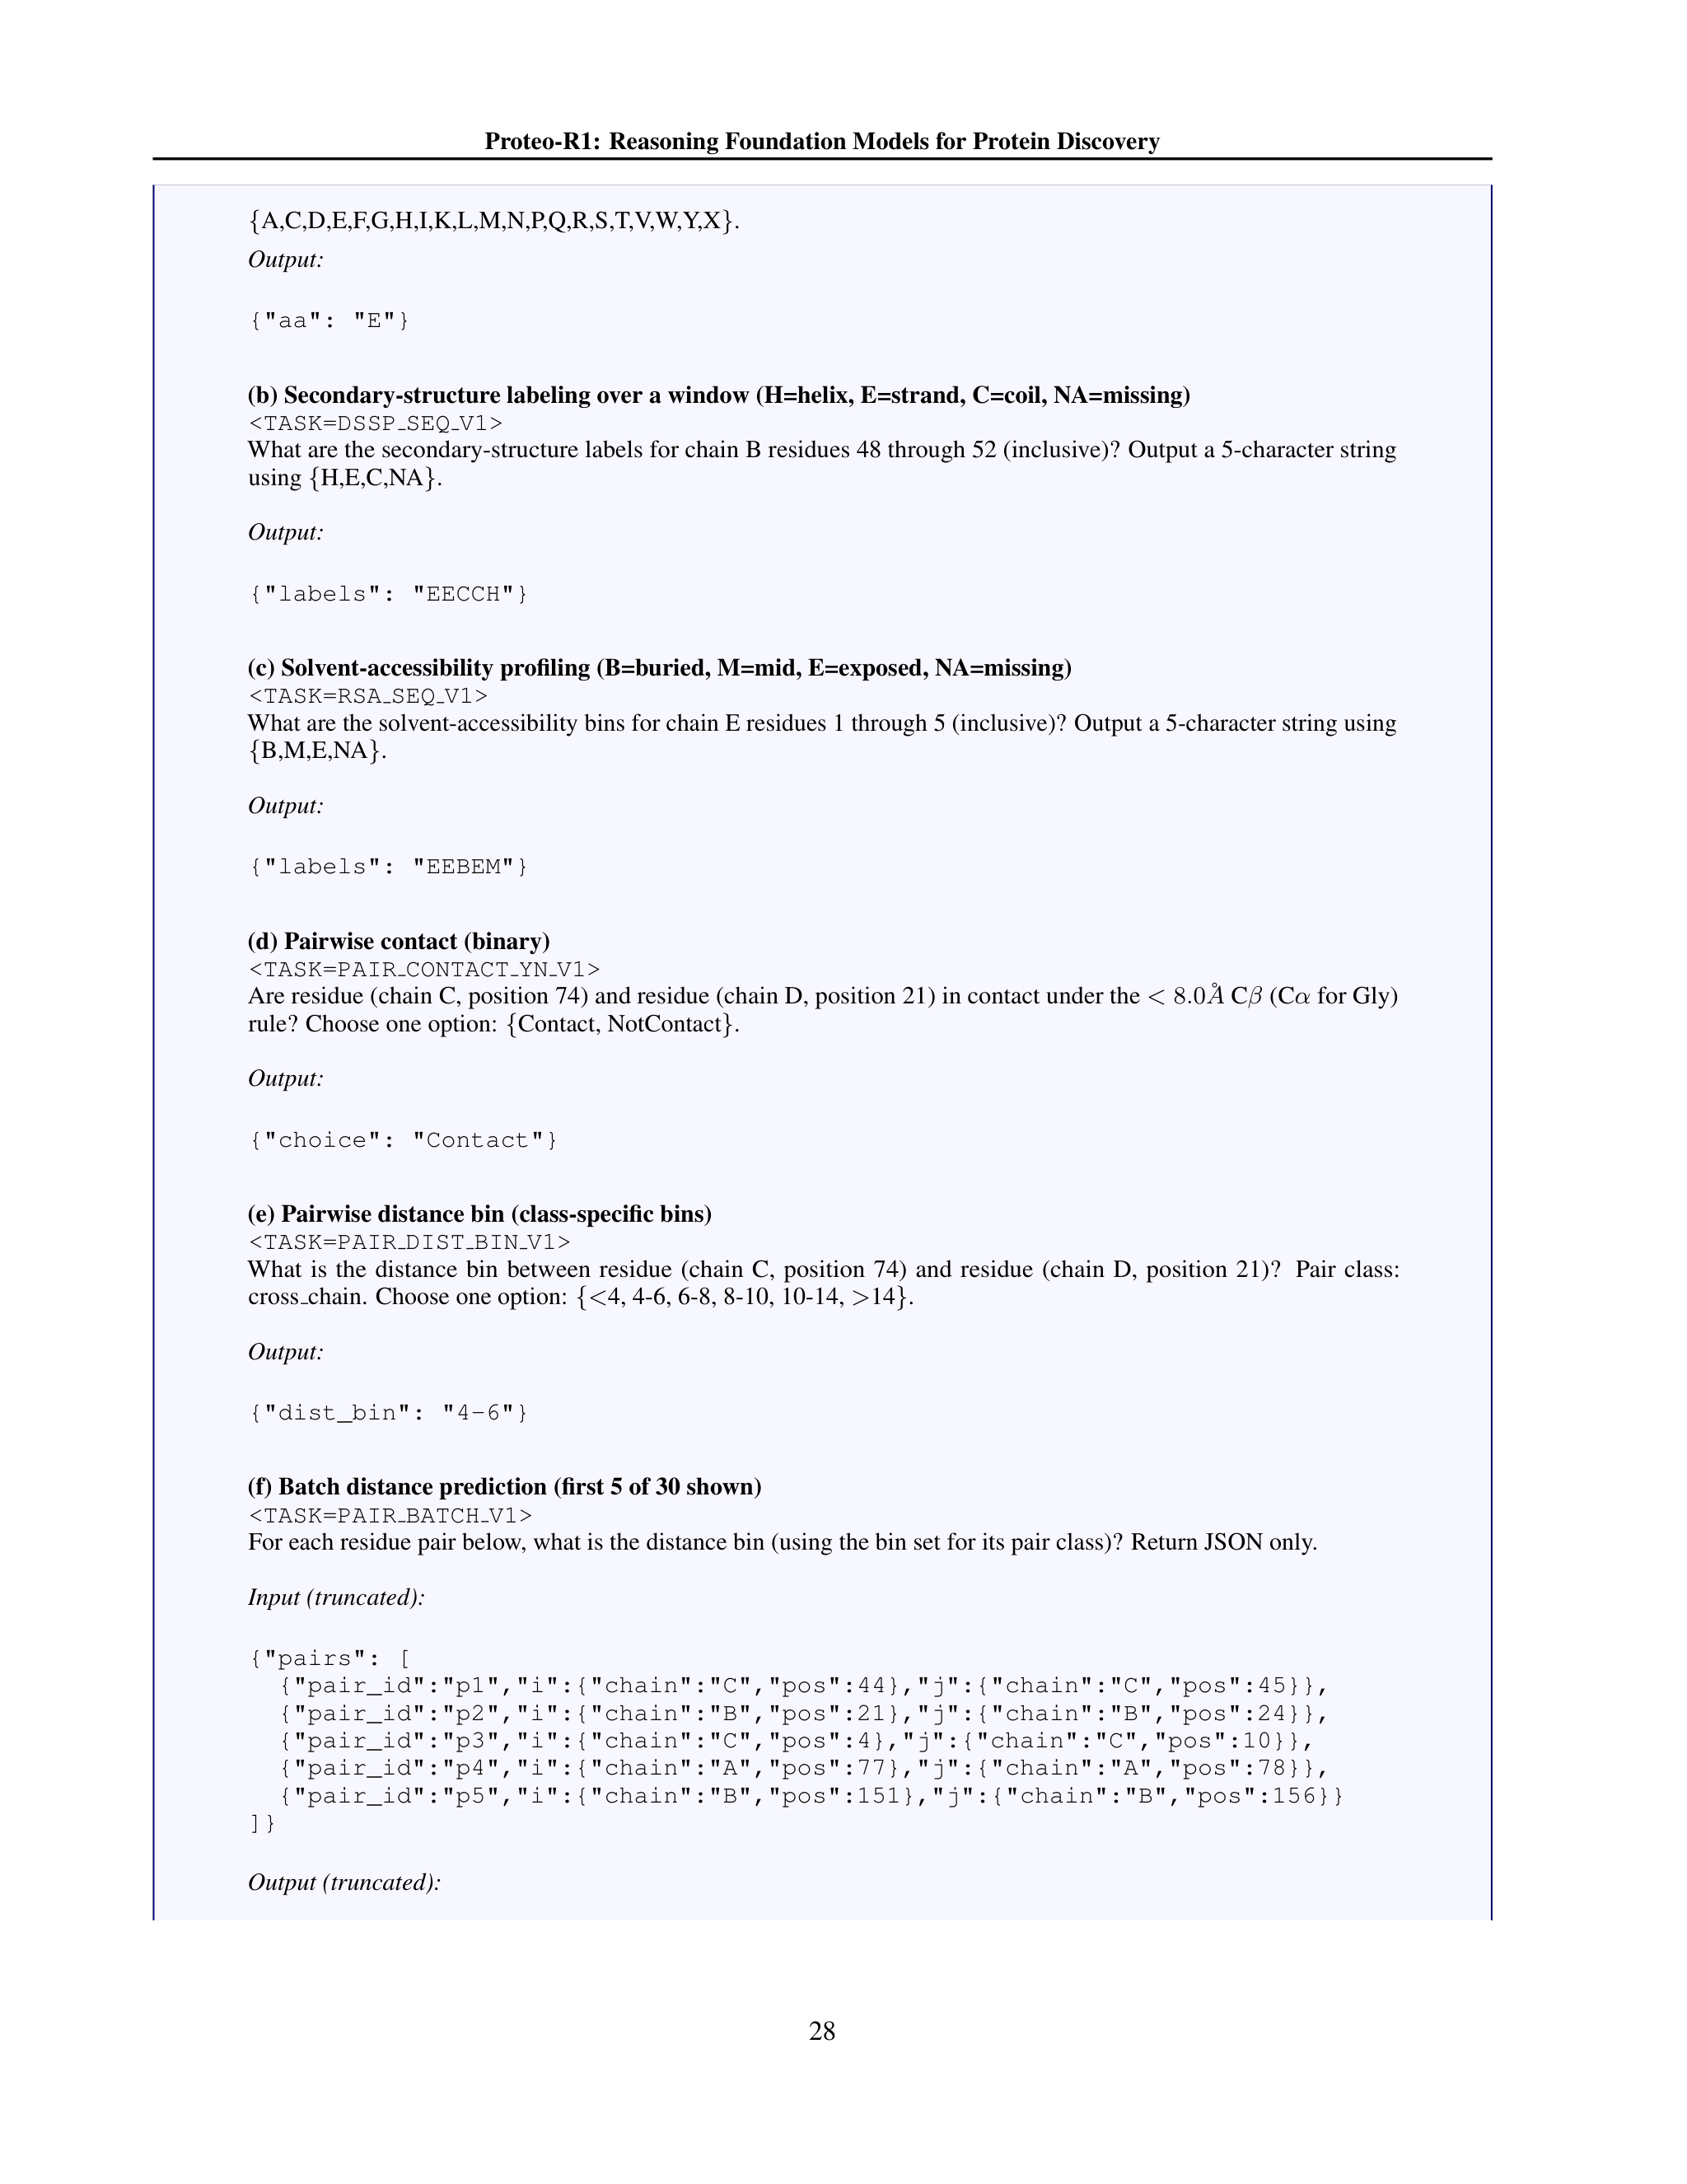 Proteo-R1: Reasoning Foundation Models for Protein Discovery
{A,C,D,E,F,G,H,I,K,L,M,N,P,Q,R,S,T,V,W,Y,X}.
Output:
{"aa": "E"}
(b) Secondary-structure labeling over a window (H=helix, E=strand, C=coil, NA=missing)
<TASK=DSSP_SEQ_V1>
What are the secondary-structure labels for chain B residues 48 through 52 (inclusive)? Output a 5-character string
using {H,E,C,NA}.
Output:
{"labels": "EECCH"}
(c) Solvent-accessibility profiling (B=buried, M=mid, E=exposed, NA=missing)
<TASK=RSA_SEQ_V1>
What are the solvent-accessibility bins for chain E residues 1 through 5 (inclusive)? Output a 5-character string using
{B,M,E,NA}.
Output:
{"labels": "EEBEM"}
(d) Pairwise contact (binary)
<TASK=PAIR_CONTACT_YN_V1>
Are residue (chain C, position 74) and residue (chain D, position 21) in contact under the < 8.0Å Cβ (Cα for Gly)
rule? Choose one option: {Contact, NotContact}.
Output:
{"choice": "Contact"}
(e) Pairwise distance bin (class-specific bins)
<TASK=PAIR_DIST_BIN_V1>
What is the distance bin between residue (chain C, position 74) and residue (chain D, position 21)? Pair class:
cross_chain. Choose one option: {<4, 4-6, 6-8, 8-10, 10-14, >14}.
Output:
{"dist_bin": "4-6"}
(f) Batch distance prediction (first 5 of 30 shown)
<TASK=PAIR_BATCH_V1>
For each residue pair below, what is the distance bin (using the bin set for its pair class)? Return JSON only.
Input (truncated):
{"pairs": [
{"pair_id":"p1","i":{"chain":"C","pos":44},"j":{"chain":"C","pos":45}},
{"pair_id":"p2","i":{"chain":"B","pos":21},"j":{"chain":"B","pos":24}},
{"pair_id":"p3","i":{"chain":"C","pos":4},"j":{"chain":"C","pos":10}},
{"pair_id":"p4","i":{"chain":"A","pos":77},"j":{"chain":"A","pos":78}},
{"pair_id":"p5","i":{"chain":"B","pos":151},"j":{"chain":"B","pos":156}}
]}
Output (truncated):
28